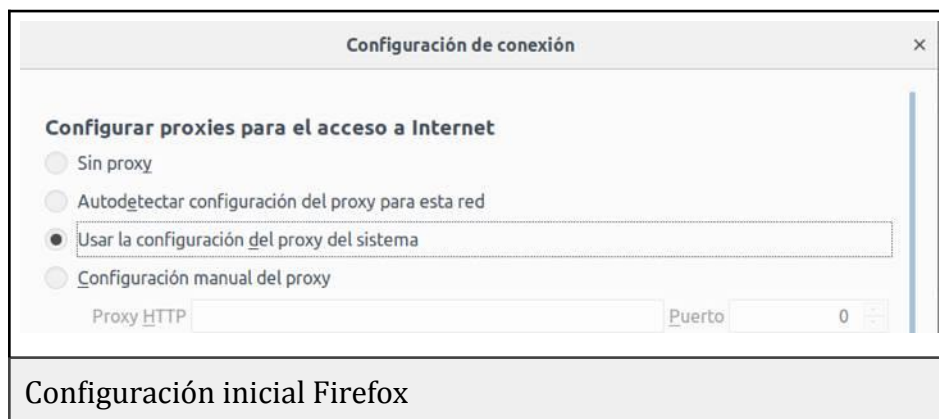 Configuración de conexión ×
Configurar proxies para el acceso a Internet
Sin proxy
Autodetectar configuración del proxy para esta red
Usar la configuración del proxy del sistema
Configuración manual del proxy
Proxy HTTP Puerto 0
Configuración inicial Firefox